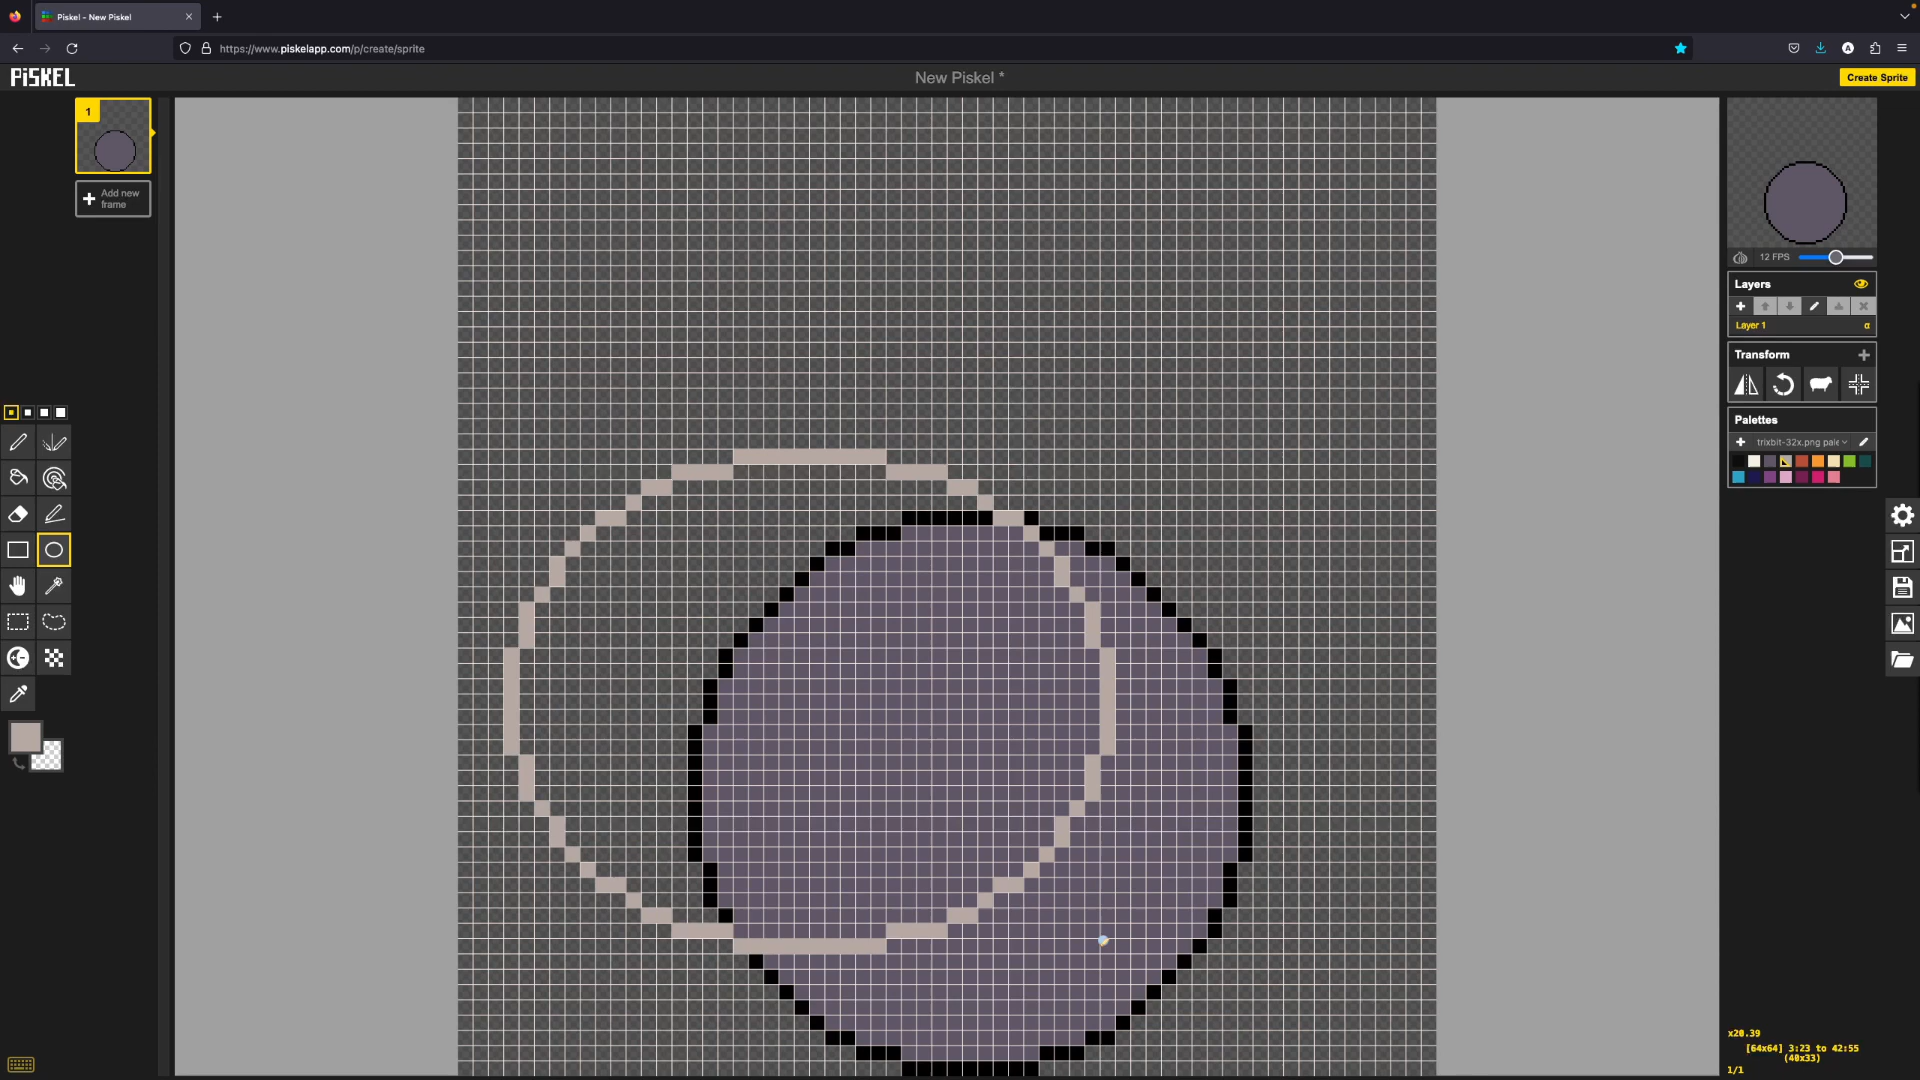 Piskel - New Piskel
https://www.piskelapp.com/p/create/sprite
PiSKEL
New Piskel *
Create Sprite
1
Add new
frame
12 FPS
Layers
Layer 1
α
Transform
Palettes
trixbit-32x.png pale
x20.39
[64x64] 3:23 to 42:55
(40x33)
1/1